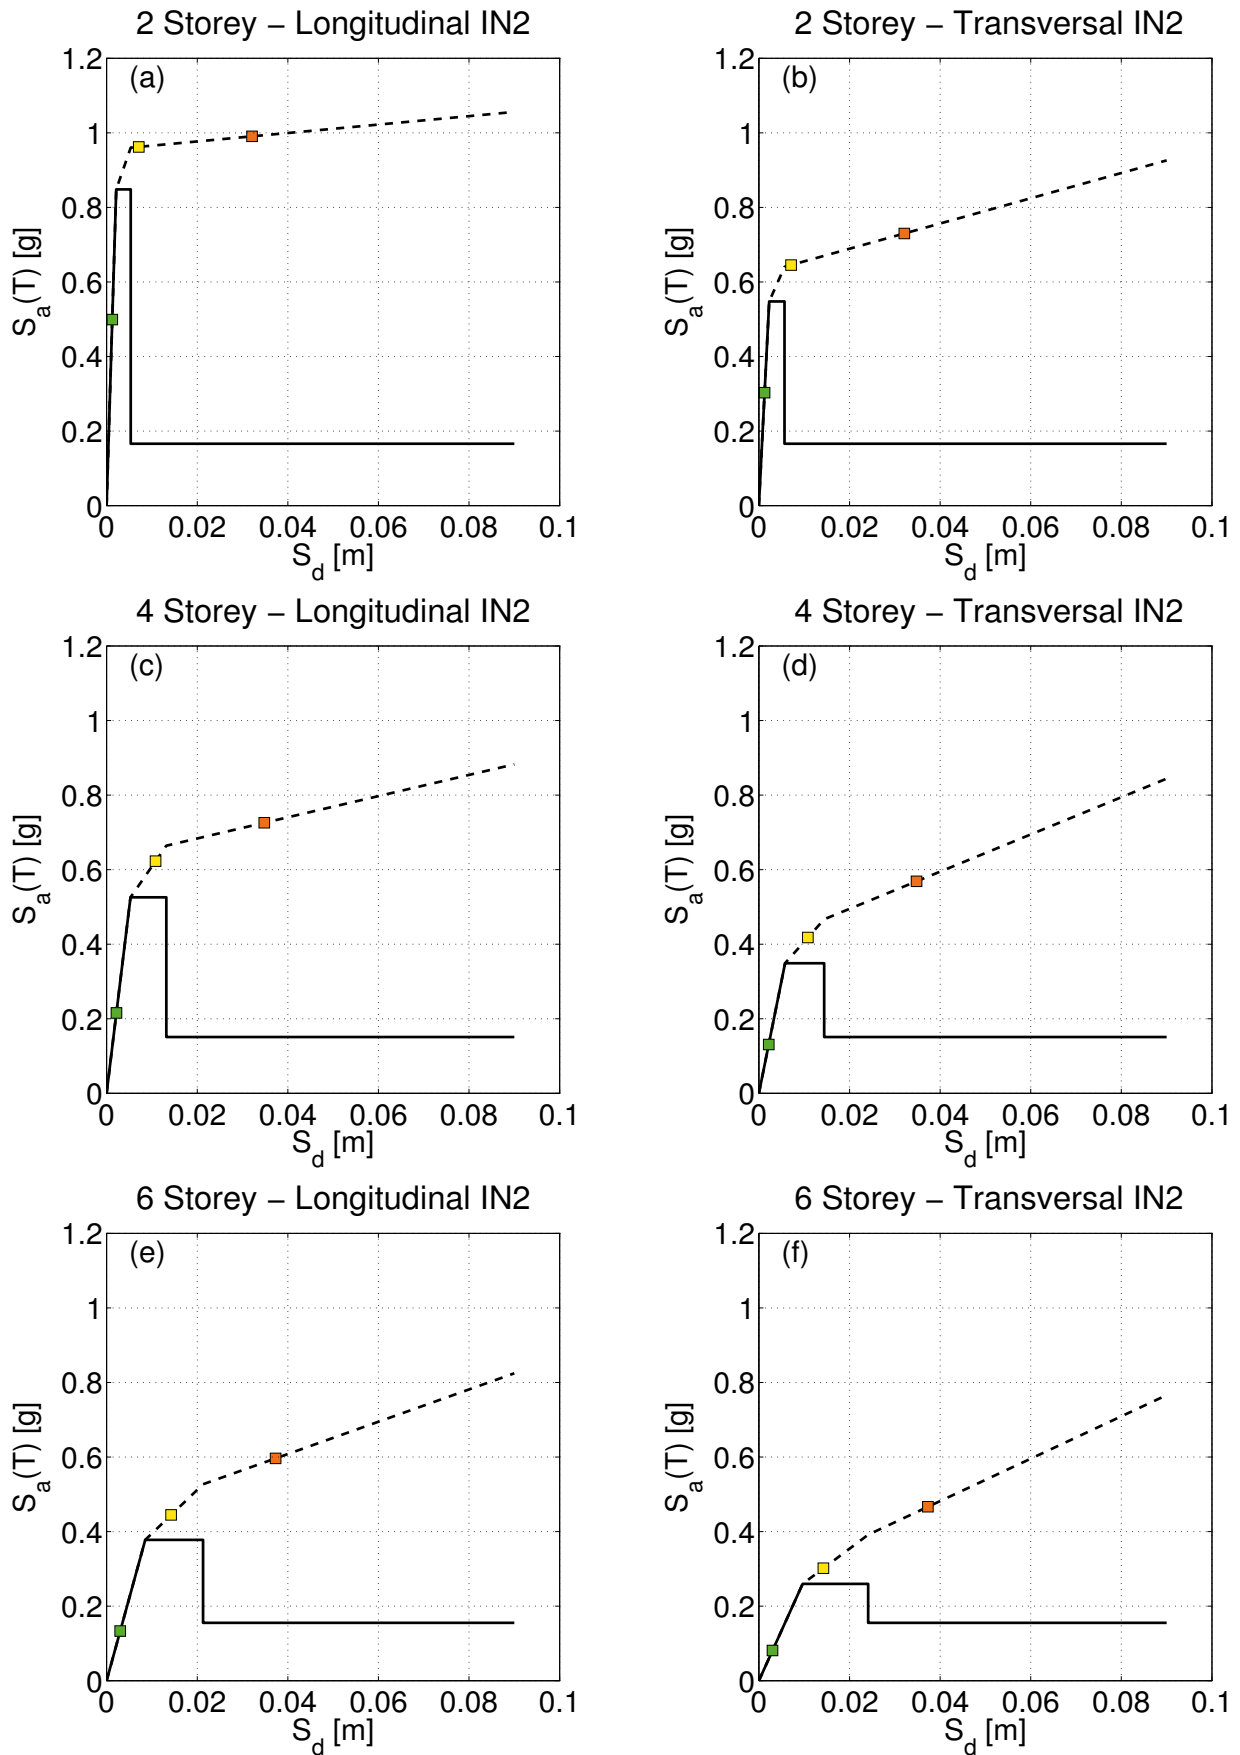 2 Storey – Longitudinal IN2
(a)
1.2
1
0.8
0.6
0.4
0.2
0
S_a(T) [g]
0 0.02 0.04 0.06 0.08 0.1
S_d [m]
2 Storey – Transversal IN2
(b)
1.2
1
0.8
0.6
0.4
0.2
0
S_a(T) [g]
0 0.02 0.04 0.06 0.08 0.1
S_d [m]
4 Storey – Longitudinal IN2
(c)
1.2
1
0.8
0.6
0.4
0.2
0
S_a(T) [g]
0 0.02 0.04 0.06 0.08 0.1
S_d [m]
4 Storey – Transversal IN2
(d)
1.2
1
0.8
0.6
0.4
0.2
0
S_a(T) [g]
0 0.02 0.04 0.06 0.08 0.1
S_d [m]
6 Storey – Longitudinal IN2
(e)
1.2
1
0.8
0.6
0.4
0.2
0
S_a(T) [g]
0 0.02 0.04 0.06 0.08 0.1
S_d [m]
6 Storey – Transversal IN2
(f)
1.2
1
0.8
0.6
0.4
0.2
0
S_a(T) [g]
0 0.02 0.04 0.06 0.08 0.1
S_d [m]